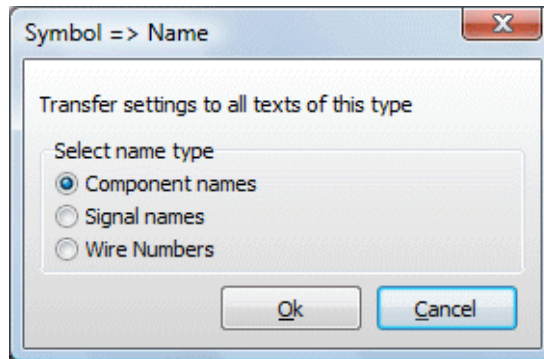 Symbol => Name
Transfer settings to all texts of this type
Select name type
Component names
Signal names
Wire Numbers
Ok
Cancel